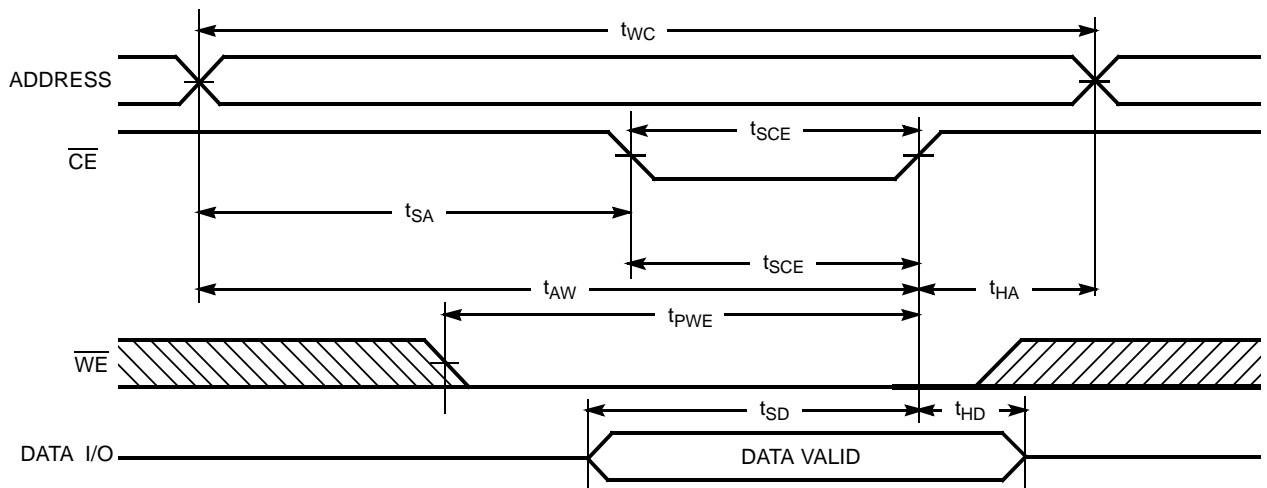 tWC
ADDRESS
tSCE
CE
tSA
tSCE
tAW
tHA
tPWE
WE
tSD
tHD
DATA I/O
DATA VALID